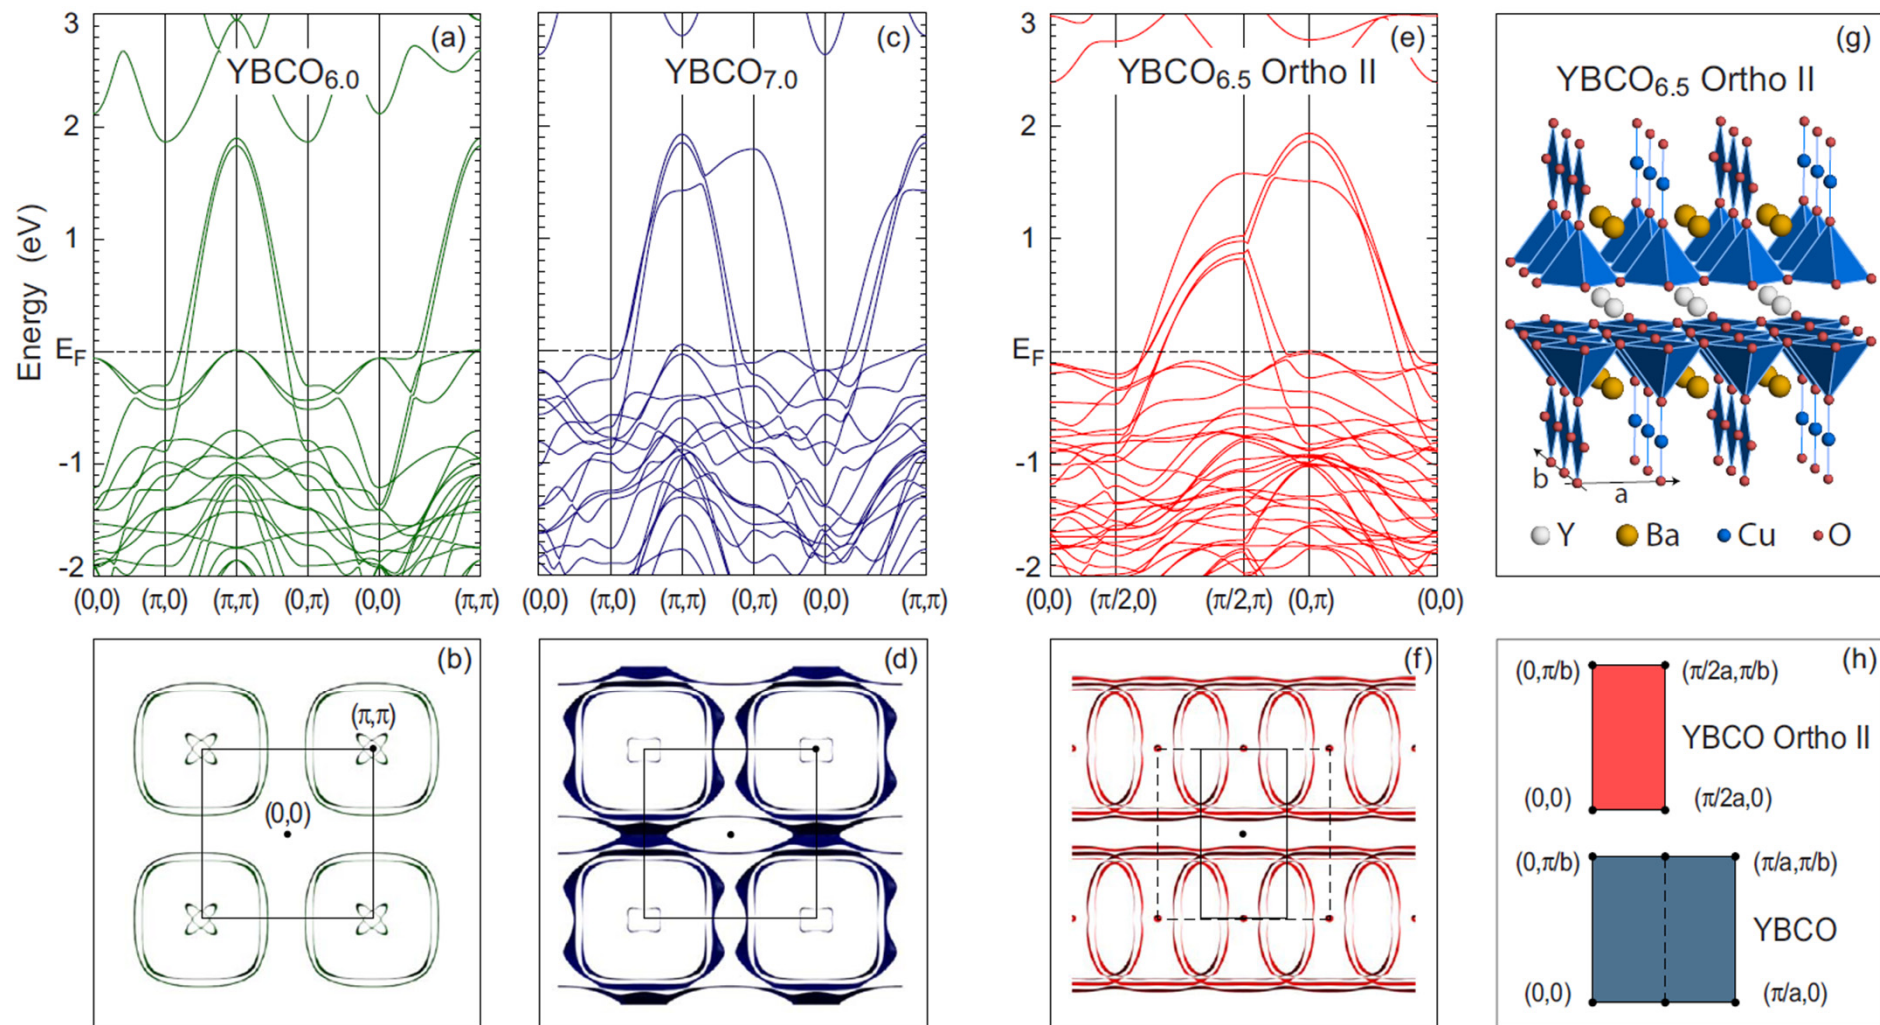 (a)
YBCO6.0
3
2
1
EF
-1
-2
Energy (eV)
(0,0) (π,0) (π,π) (0,π) (0,0) (π,π)
(c)
YBCO7.0
(0,0) (π,0) (π,π) (0,π) (0,0) (π,π)
(e)
YBCO6.5 Ortho II
3
2
1
EF
-1
-2
(0,0) (π/2,0) (π/2,π) (0,π) (0,0)
(g)
YBCO6.5 Ortho II
b
a
Y Ba Cu O
(b)
(π,π)
(0,0)
(d)
(f)
(h)
(0,π/b) (π/2a,π/b)
YBCO Ortho II
(0,0) (π/2a,0)
(0,π/b) (π/a,π/b)
YBCO
(0,0) (π/a,0)